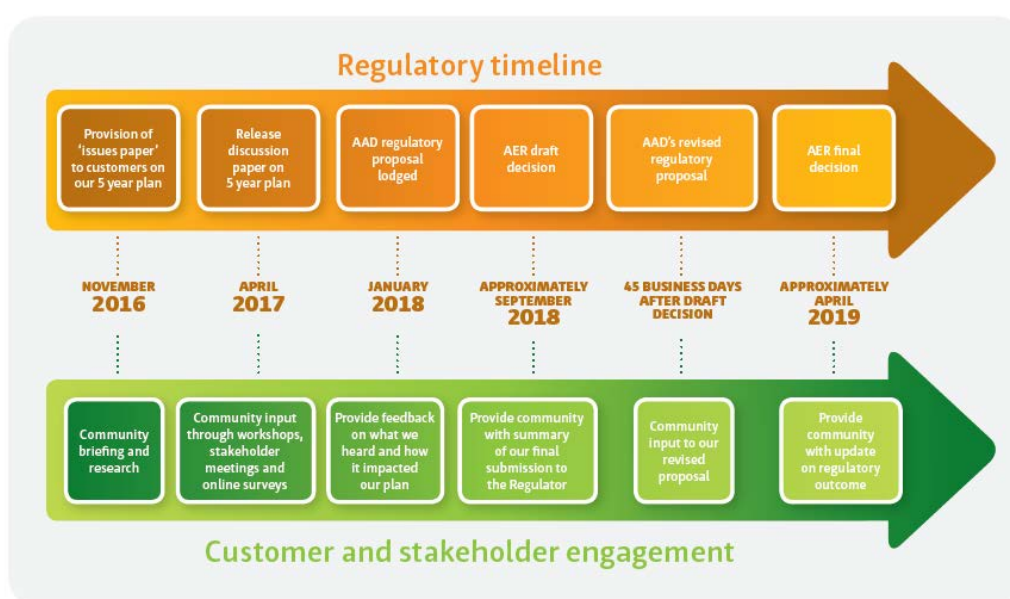 Regulatory timeline
Provision of
‘issues paper’
to customers on
our 5 year plan
Release
discussion
paper on
5 year plan
AAD regulatory
proposal
lodged
AER draft
decision
AAD’s revised
regulatory
proposal
AER final
decision
NOVEMBER
2016
APRIL
2017
JANUARY
2018
APPROXIMATELY
SEPTEMBER
2018
45 BUSINESS DAYS
AFTER DRAFT
DECISION
APPROXIMATELY
APRIL
2019
Community
briefing and
research
Community input
through workshops,
stakeholder
meetings and
online surveys
Provide feedback
on what we
heard and how
it impacted
our plan
Provide community
with summary
of our final
submission to
the Regulator
Community
input to our
revised
proposal
Provide
community
with update
on regulatory
outcome
Customer and stakeholder engagement